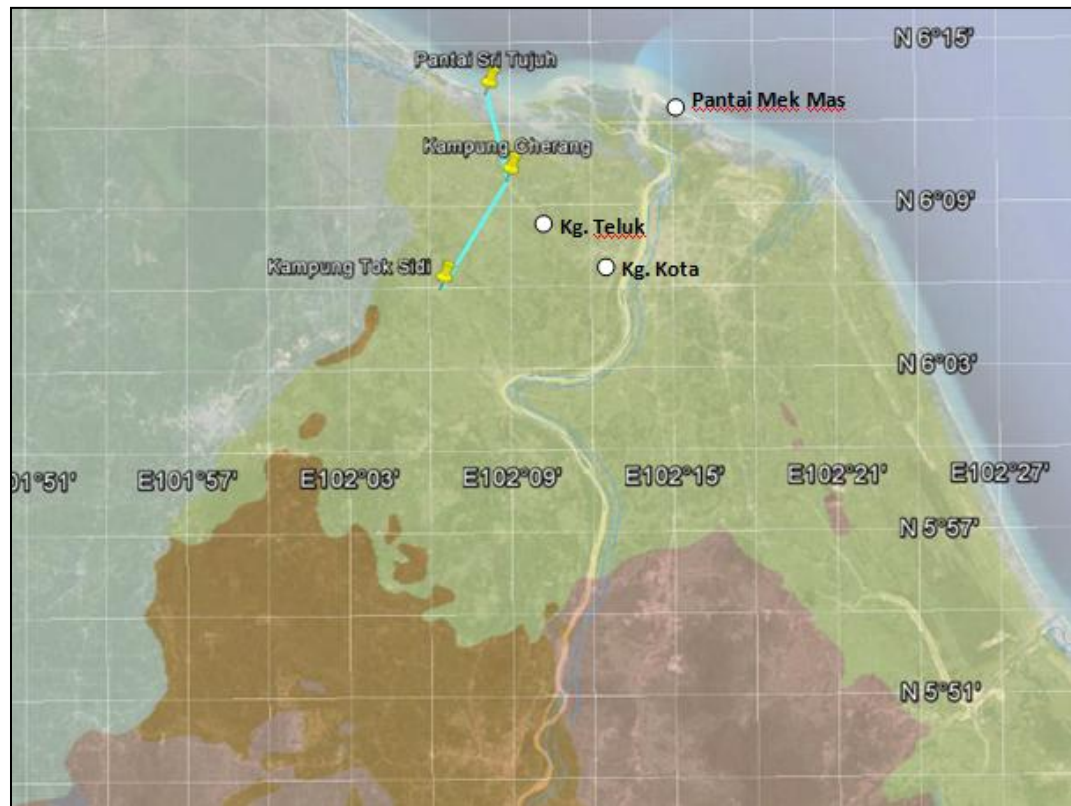 N 6°15'
Pantai Sri Tujuh
Pantai Mek Mas
Kampung Cherang
N 6°09'
Kg. Teluk
Kampung Tok Sidi
Kg. Kota
N 6°03'
01°51'
E101°57'
E102°03'
E102°09'
E102°15'
E102°21'
E102°27'
N 5°57'
N 5°51'